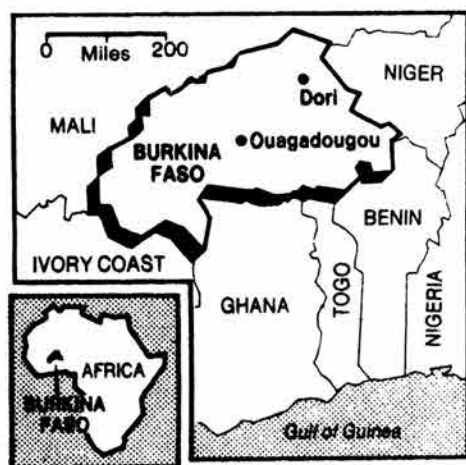 0 200
Miles
NIGER
Dori
MALI
Ouagadougou
BURKINA
FASO
BENIN
IVORY COAST
GHANA
TOGO
NIGERIA
AFRICA
BURKINA
FASO
Gulf of Guinea